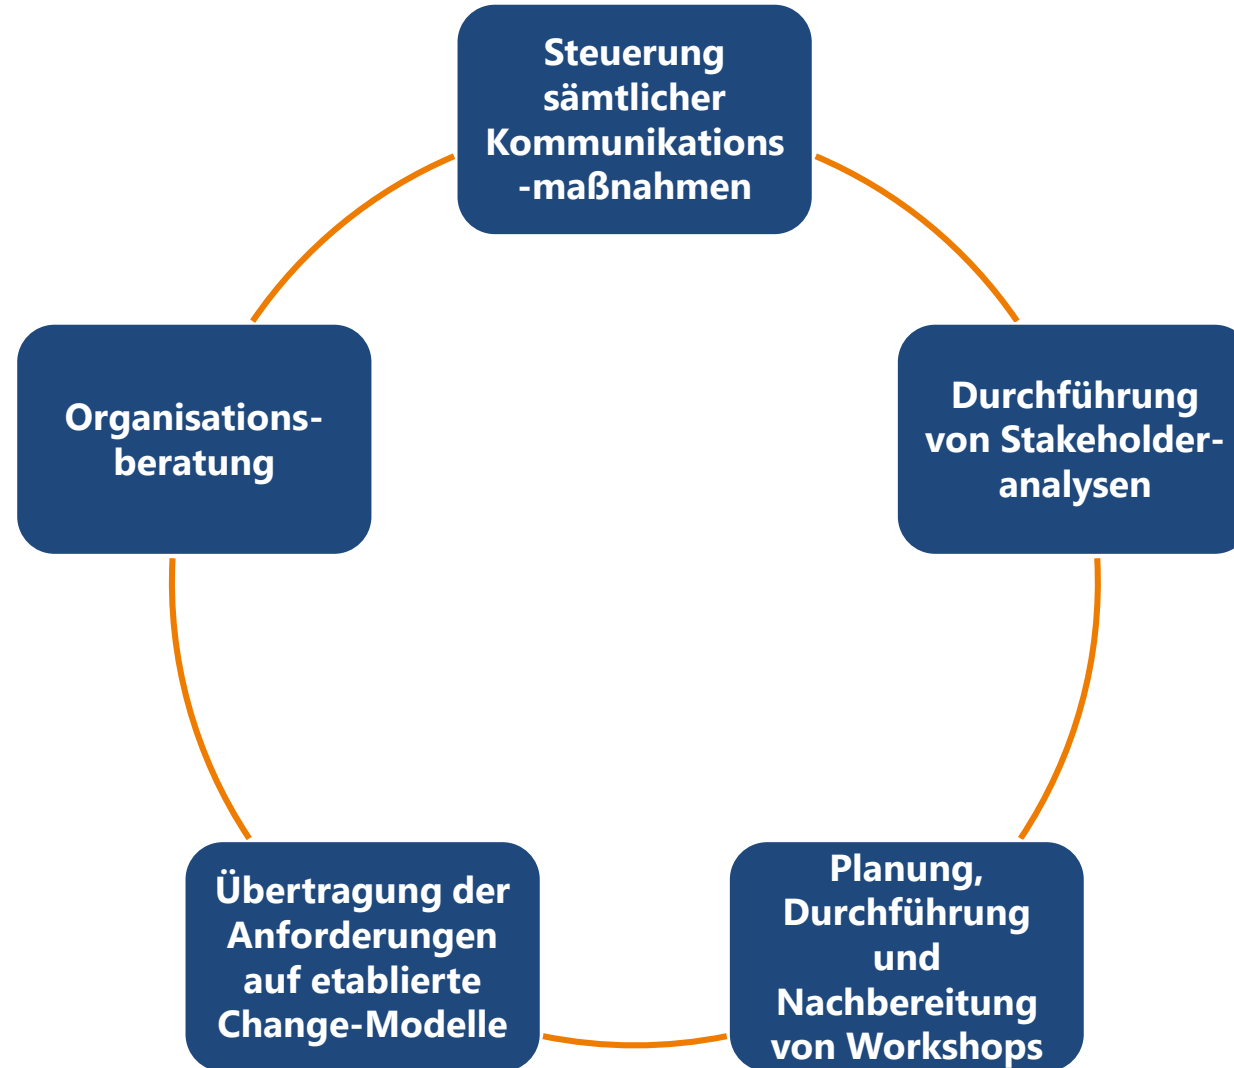 Steuerung
sämtlicher
Kommunikations
-maßnahmen
Organisations-
beratung
Durchführung
von Stakeholder-
analysen
Übertragung der
Anforderungen
auf etablierte
Change-Modelle
Planung,
Durchführung
und
Nachbereitung
von Workshops